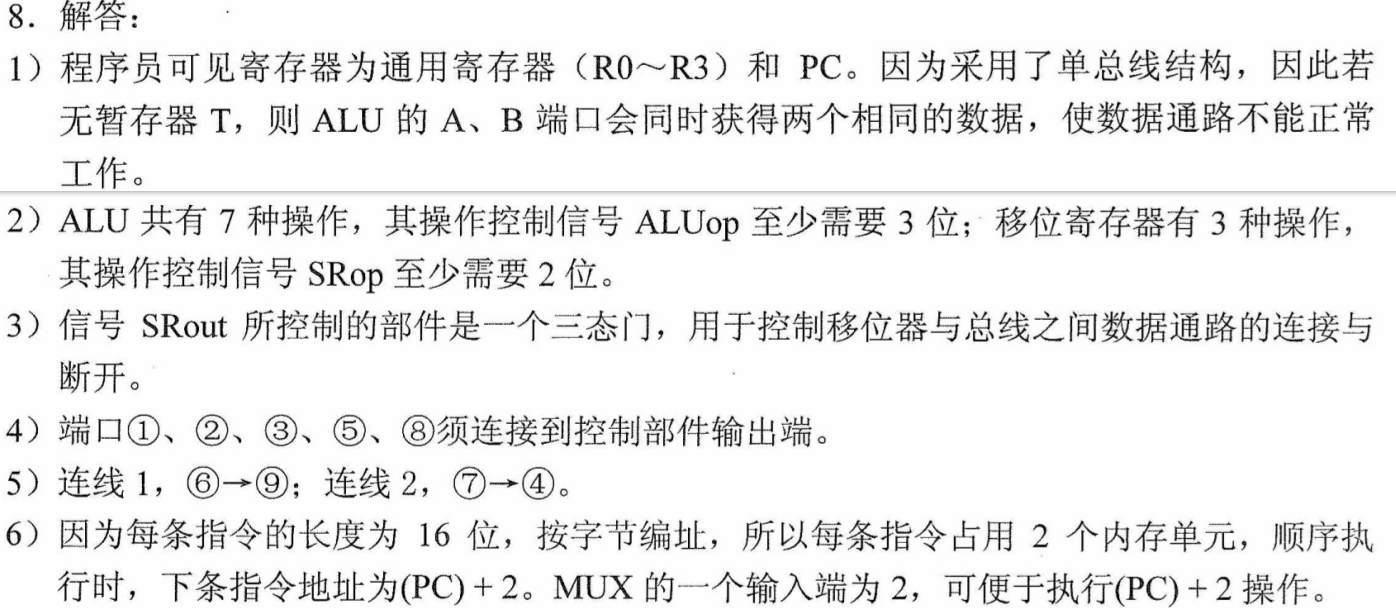 8．解答：
1）程序员可见寄存器为通用寄存器（R0～R3）和 PC。因为采用了单总线结构，因此若
无暂存器 T，则 ALU 的 A、B 端口会同时获得两个相同的数据，使数据通路不能正常
工作。
2）ALU 共有 7 种操作，其操作控制信号 ALUop 至少需要 3 位；移位寄存器有 3 种操作，
其操作控制信号 SRop 至少需要 2 位。
3）信号 SRout 所控制的部件是一个三态门，用于控制移位器与总线之间数据通路的连接与
断开。
4）端口①、②、③、⑤、⑧须连接到控制部件输出端。
5）连线 1，⑥→⑨；连线 2，⑦→④。
6）因为每条指令的长度为 16 位，按字节编址，所以每条指令占用 2 个内存单元，顺序执
行时，下条指令地址为(PC) + 2。MUX 的一个输入端为 2，可便于执行(PC) + 2 操作。